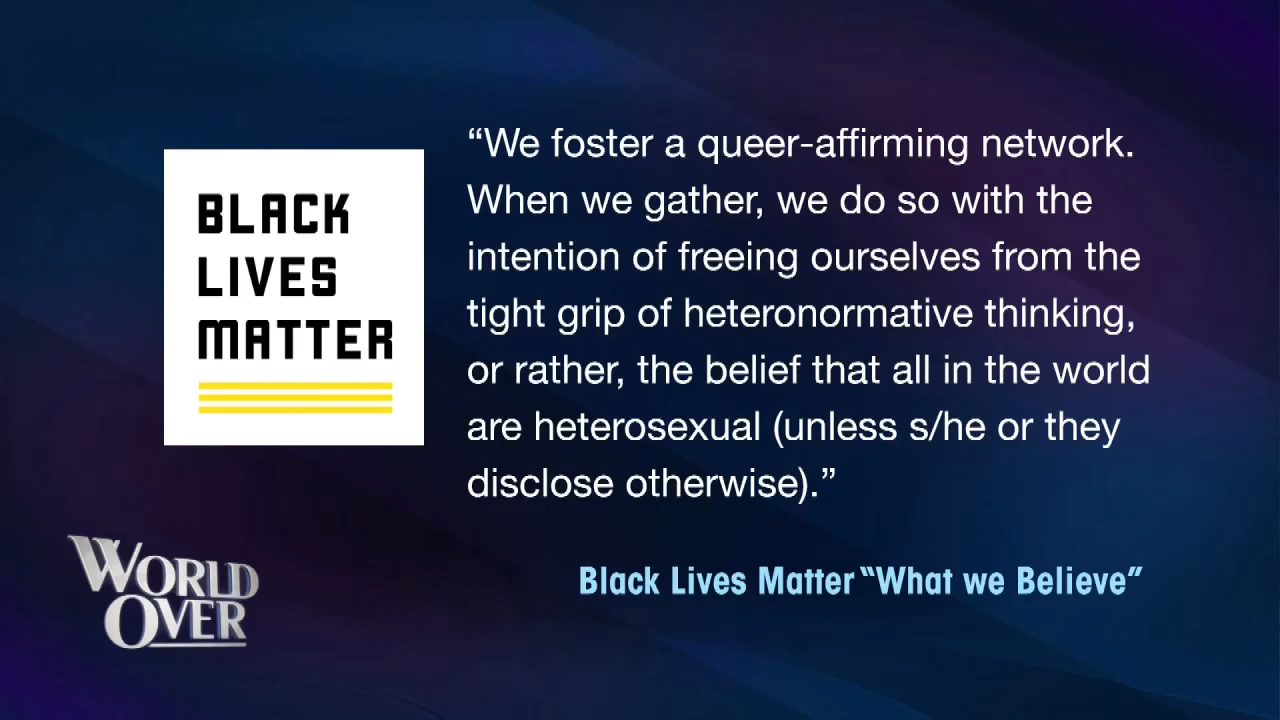 BLACK
LIVES
MATTER
“We foster a queer-affirming network.
When we gather, we do so with the
intention of freeing ourselves from the
tight grip of heteronormative thinking,
or rather, the belief that all in the world
are heterosexual (unless s/he or they
disclose otherwise).”
Black Lives Matter “What we Believe”
WORLD
OVER